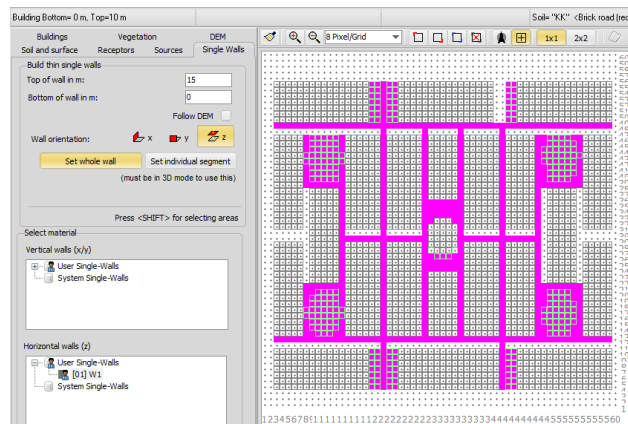 Building Bottom= 0 m, Top=10 m
Soil= "KK" <Brick road (rec
Buildings Vegetation DEM
Soil and surface Receptors Sources Single Walls
8 Pixel/Grid
1x1 2x2
Build thin single walls
Top of wall in m: 15
Bottom of wall in m: 0
Follow DEM
Wall orientation: x y z
Set whole wall Set individual segment
(must be in 3D mode to use this)
Press <SHIFT> for selecting areas
Select material
Vertical walls (x/y)
User Single-Walls
System Single-Walls
Horizontal walls (z)
User Single-Walls
[01] W1
System Single-Walls